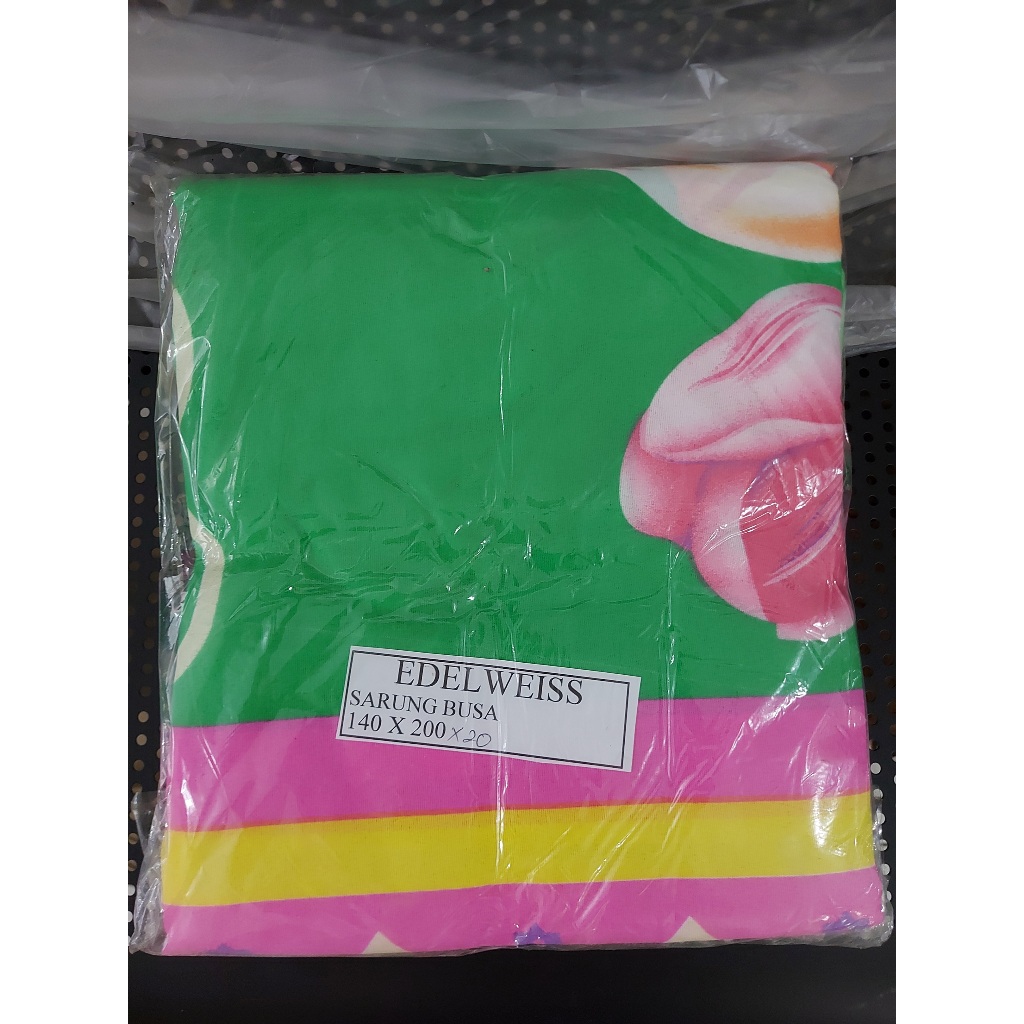 EDELWEISS
SARUNG BUSA
140 X 200 x 20